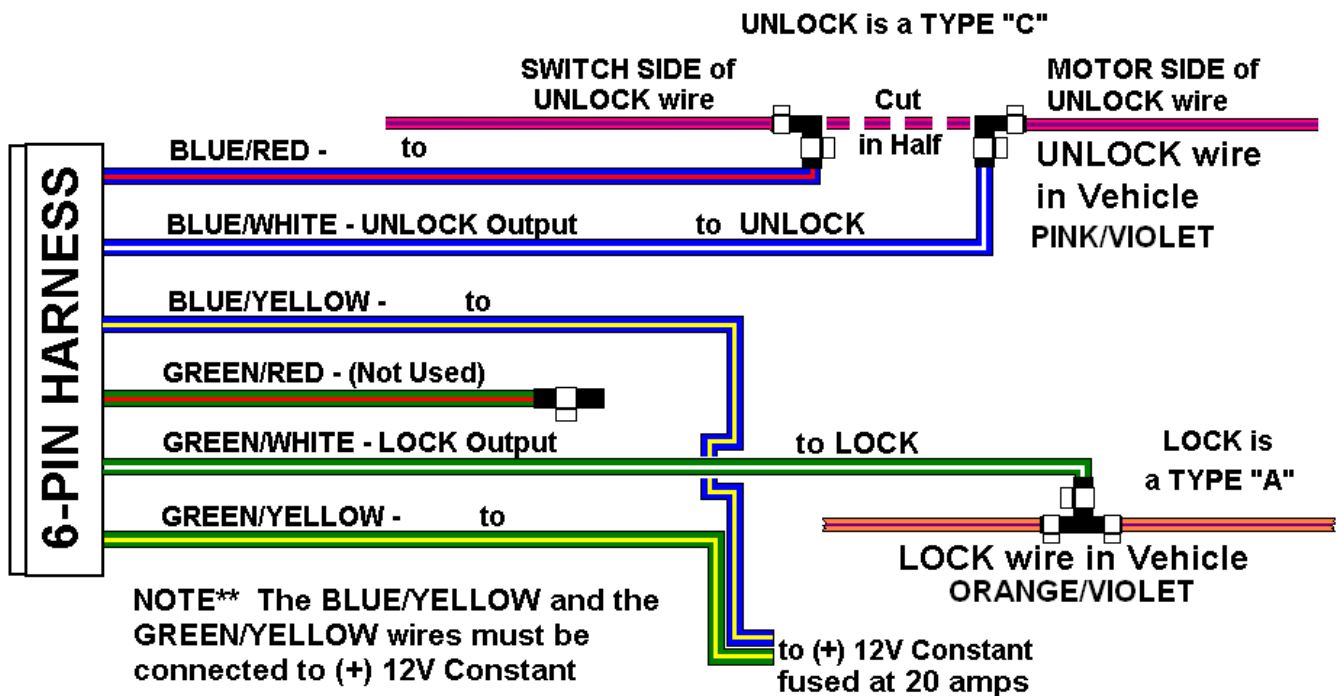 UNLOCK is a TYPE "C"
SWITCH SIDE of
UNLOCK wire
Cut
in Half
MOTOR SIDE of
UNLOCK wire
UNLOCK wire
in Vehicle
PINK/VIOLET
6-PIN HARNESS
BLUE/RED - to
BLUE/WHITE - UNLOCK Output to UNLOCK
BLUE/YELLOW - to
GREEN/RED - (Not Used)
GREEN/WHITE - LOCK Output to LOCK
LOCK is
a TYPE "A"
GREEN/YELLOW - to
LOCK wire in Vehicle
ORANGE/VIOLET
NOTE** The BLUE/YELLOW and the
GREEN/YELLOW wires must be
connected to (+) 12V Constant
to (+) 12V Constant
fused at 20 amps